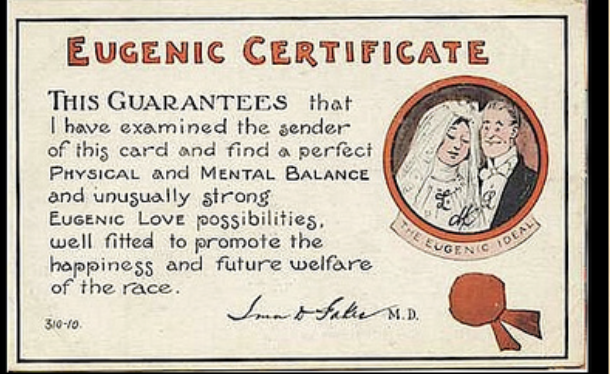 EUGENIC CERTIFICATE
THIS GUARANTEES that
I have examined the sender
of this card and find a perfect
PHYSICAL and MENTAL BALANCE
and unusually strong
EUGENIC LOVE possibilities,
well fitted to promote the
happiness and future welfare
of the race.
THE EUGENIC IDEAL
M.D.
310-10.